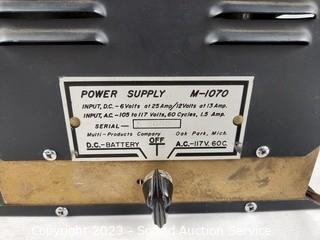 POWER SUPPLY M-1070
INPUT, D.C.-6 Volts at 25 Amp/12 Volts at 13 Amp.
INPUT, A.C.-105 to 117 Volts, 60 Cycles, 1.5 Amp.
SERIAL-
Multi-Products Company Oak Park, Mich.
OFF
D.C.-BATTERY A.C.-117V. 60C.
Copyright 2023 - Sound Auction Service